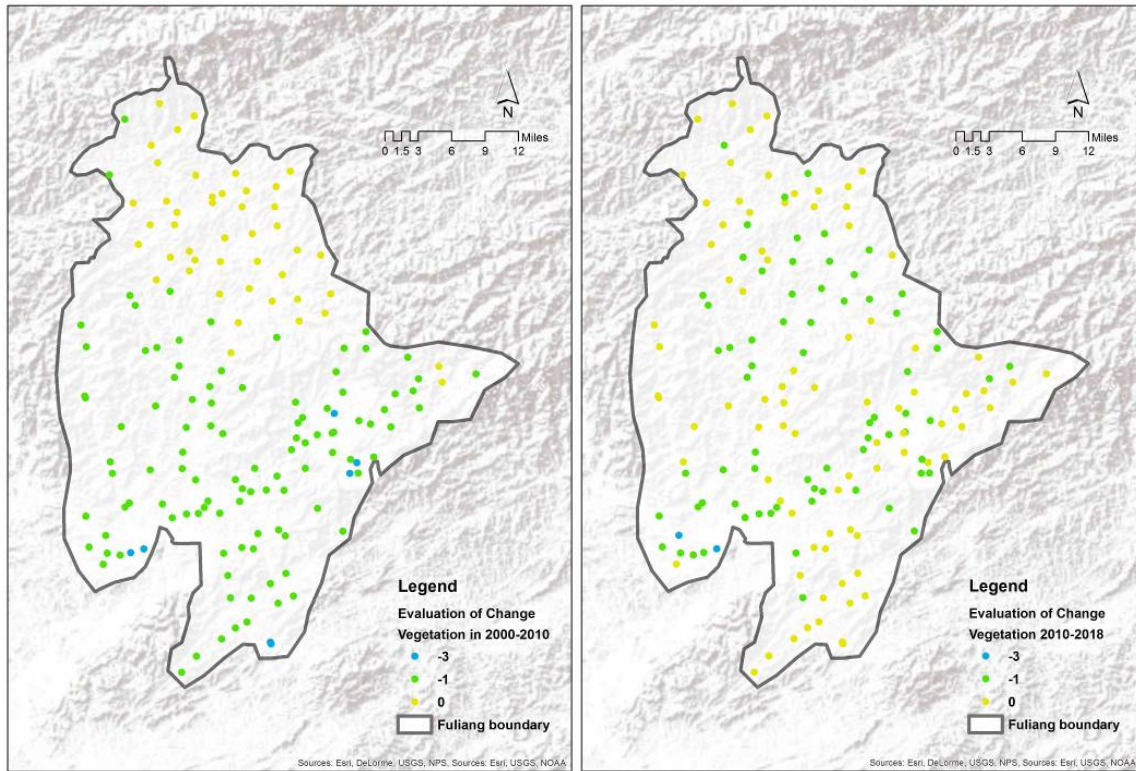 N
Miles
0 1.5 3 6 9 12
Legend
Evaluation of Change
Vegetation in 2000-2010
-3
-1
0
Fuliang boundary
Sources: Esri, DeLorme, USGS, NPS, Sources: Esri, USGS, NOAA
N
Miles
0 1.5 3 6 9 12
Legend
Evaluation of Change
Vegetation 2010-2018
-3
-1
0
Fuliang boundary
Sources: Esri, DeLorme, USGS, NPS, Sources: Esri, USGS, NOAA